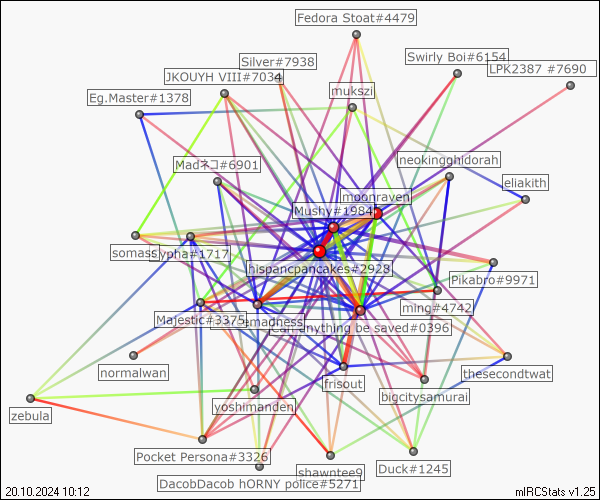 Fedora Stoat#4479
Swirly Boi#6154
Silver#7938
LPK2387 #7690
JKOUYH VIII#7034
mukszi
Eg.Master#1378
neokingghidorah
Madネコ#6901
eliakith
moonraven
Mushy#1984
somass
sypha#1717
hispancpancakes#2928
Pikabro#9971
ming#4742
Majestic#3375
emadness
anything be saved#0396
normalwan
thesecondtwat
frisout
bigcitysamurai
yoshimanden
zebula
Pocket Persona#3326
Duck#1245
shawntee9
DacobDacob hORNY police#5271
20.10.2024 10:12
mIRCStats v1.25